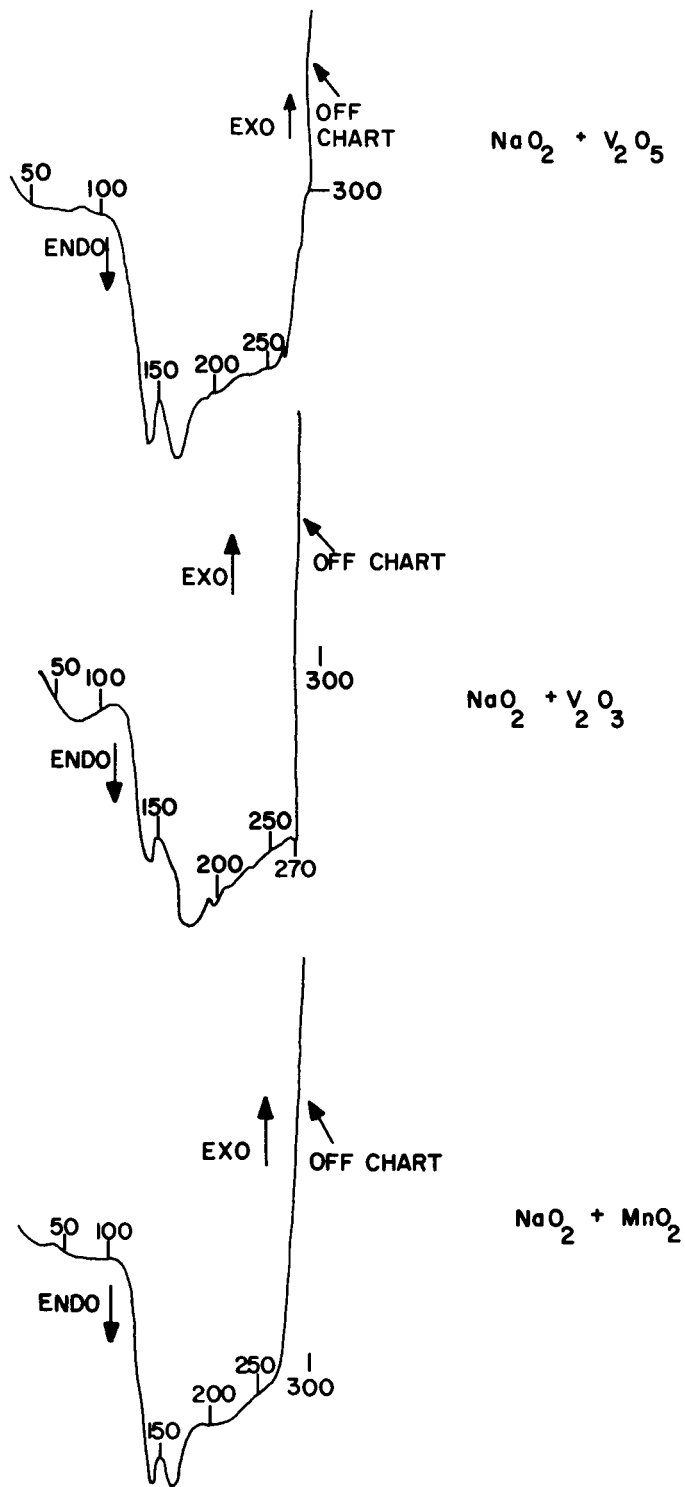 EXO
OFF
CHART
NaO2 + V2O5
50
100
300
ENDO
250
200
150
EXO
OFF CHART
300
50
100
NaO2 + V2O3
ENDO
150
250
200
270
EXO
OFF CHART
NaO2 + MnO2
50
100
ENDO
250
300
200
150